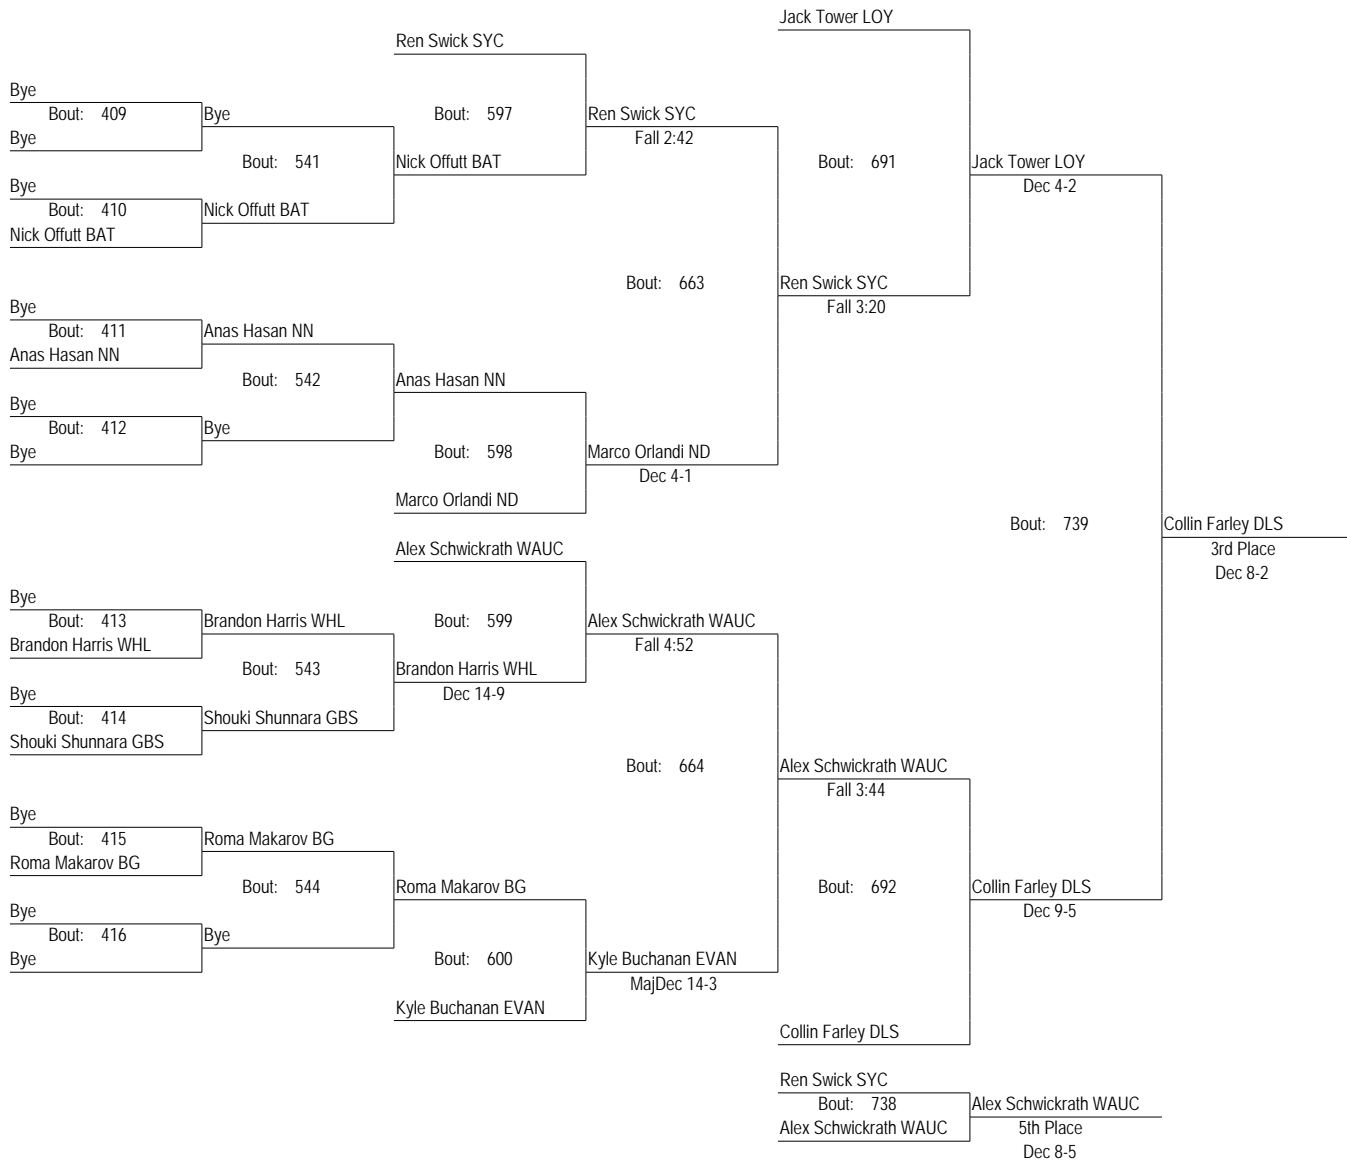 Jack Tower LOY
Ren Swick SYC
Bye
Bout: 409
Bye
Bout: 597
Ren Swick SYC
Bye
Fall 2:42
Bout: 541
Nick Offutt BAT
Bout: 691
Jack Tower LOY
Bye
Dec 4-2
Bout: 410
Nick Offutt BAT
Nick Offutt BAT
Bout: 663
Ren Swick SYC
Bye
Fall 3:20
Bout: 411
Anas Hasan NN
Anas Hasan NN
Bout: 542
Anas Hasan NN
Bye
Bout: 412
Bye
Bye
Bout: 598
Marco Orlandi ND
Dec 4-1
Marco Orlandi ND
Bout: 739
Collin Farley DLS
Alex Schwickrath WAUC
3rd Place
Dec 8-2
Bye
Bout: 413
Brandon Harris WHL
Bout: 599
Alex Schwickrath WAUC
Brandon Harris WHL
Fall 4:52
Bout: 543
Brandon Harris WHL
Bye
Dec 14-9
Bout: 414
Shouki Shunnara GBS
Shouki Shunnara GBS
Bout: 664
Alex Schwickrath WAUC
Fall 3:44
Bye
Bout: 415
Roma Makarov BG
Roma Makarov BG
Bout: 544
Roma Makarov BG
Bout: 692
Collin Farley DLS
Bye
Dec 9-5
Bout: 416
Bye
Bye
Bout: 600
Kyle Buchanan EVAN
MajDec 14-3
Kyle Buchanan EVAN
Collin Farley DLS
Ren Swick SYC
Bout: 738
Alex Schwickrath WAUC
Alex Schwickrath WAUC
5th Place
Dec 8-5